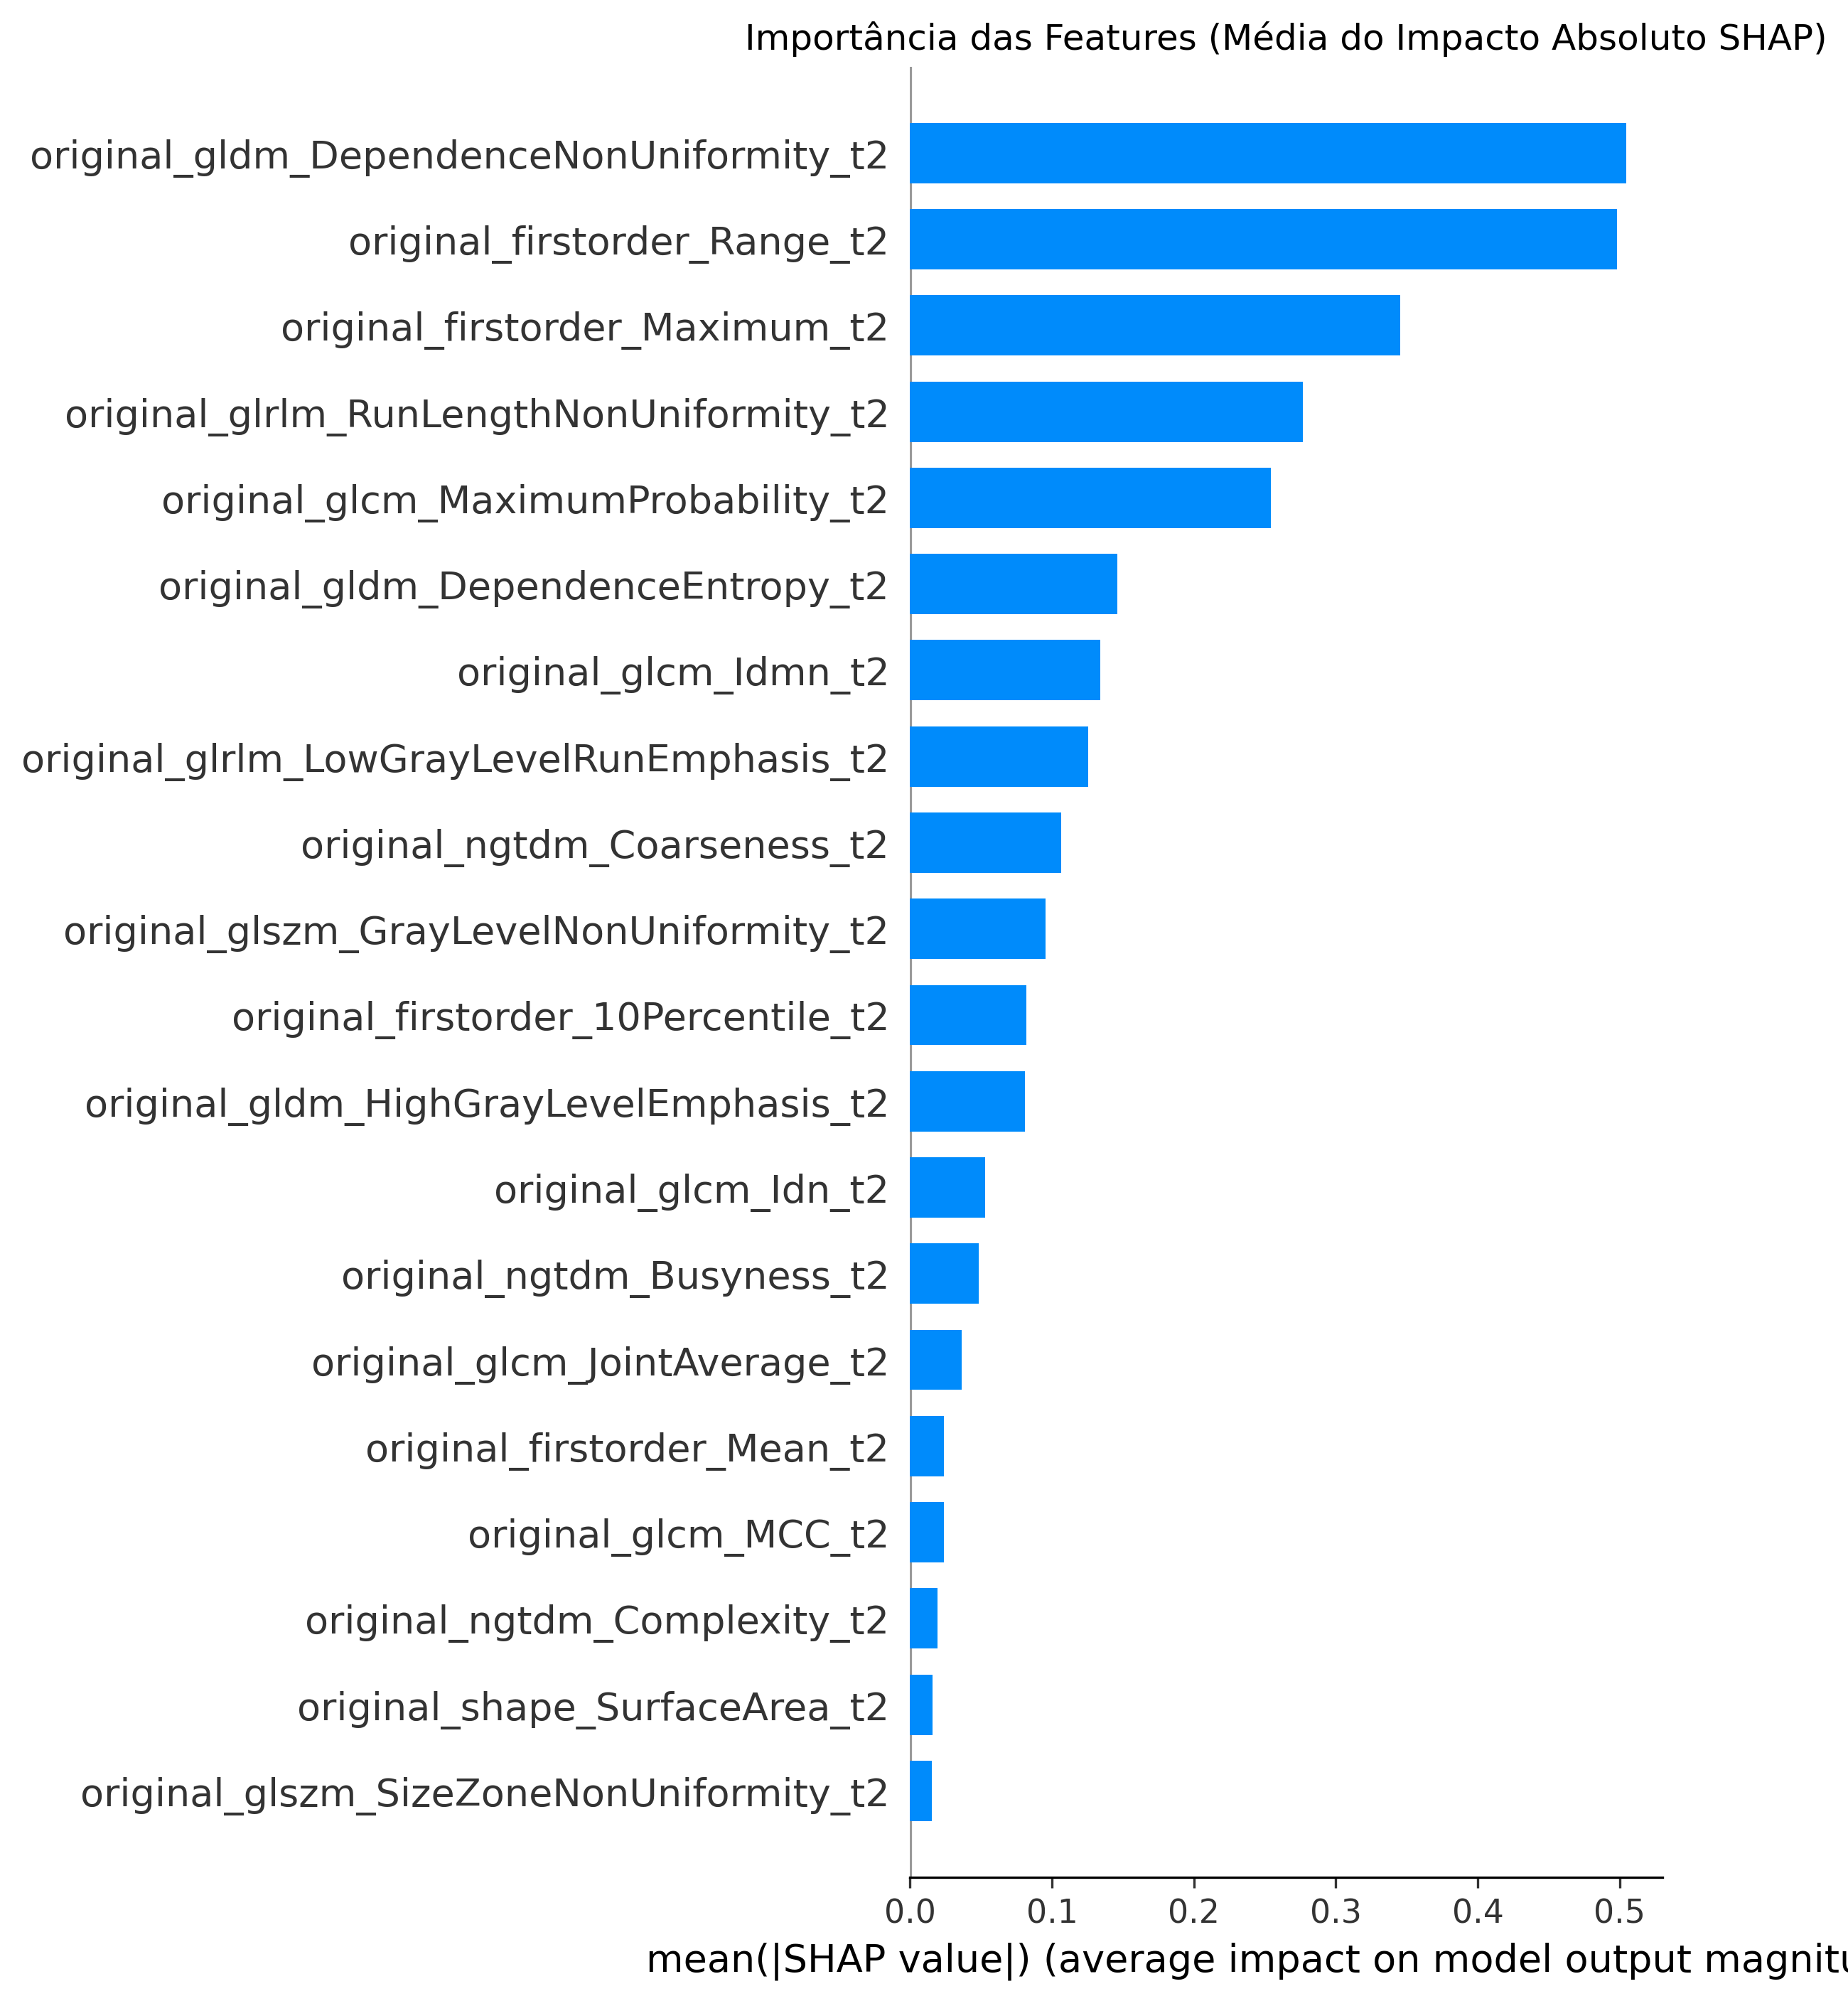 Importância das Features (Média do Impacto Absoluto SHAP)
original_gldm_DependenceNonUniformity_t2
original_firstorder_Range_t2
original_firstorder_Maximum_t2
original_glrlm_RunLengthNonUniformity_t2
original_glcm_MaximumProbability_t2
original_gldm_DependenceEntropy_t2
original_glcm_Idmn_t2
original_glrlm_LowGrayLevelRunEmphasis_t2
original_ngtdm_Coarseness_t2
original_glszm_GrayLevelNonUniformity_t2
original_firstorder_10Percentile_t2
original_gldm_HighGrayLevelEmphasis_t2
original_glcm_Idn_t2
original_ngtdm_Busyness_t2
original_glcm_JointAverage_t2
original_firstorder_Mean_t2
original_glcm_MCC_t2
original_ngtdm_Complexity_t2
original_shape_SurfaceArea_t2
original_glszm_SizeZoneNonUniformity_t2
0.0 0.1 0.2 0.3 0.4 0.5
mean(|SHAP value|) (average impact on model output magnitu